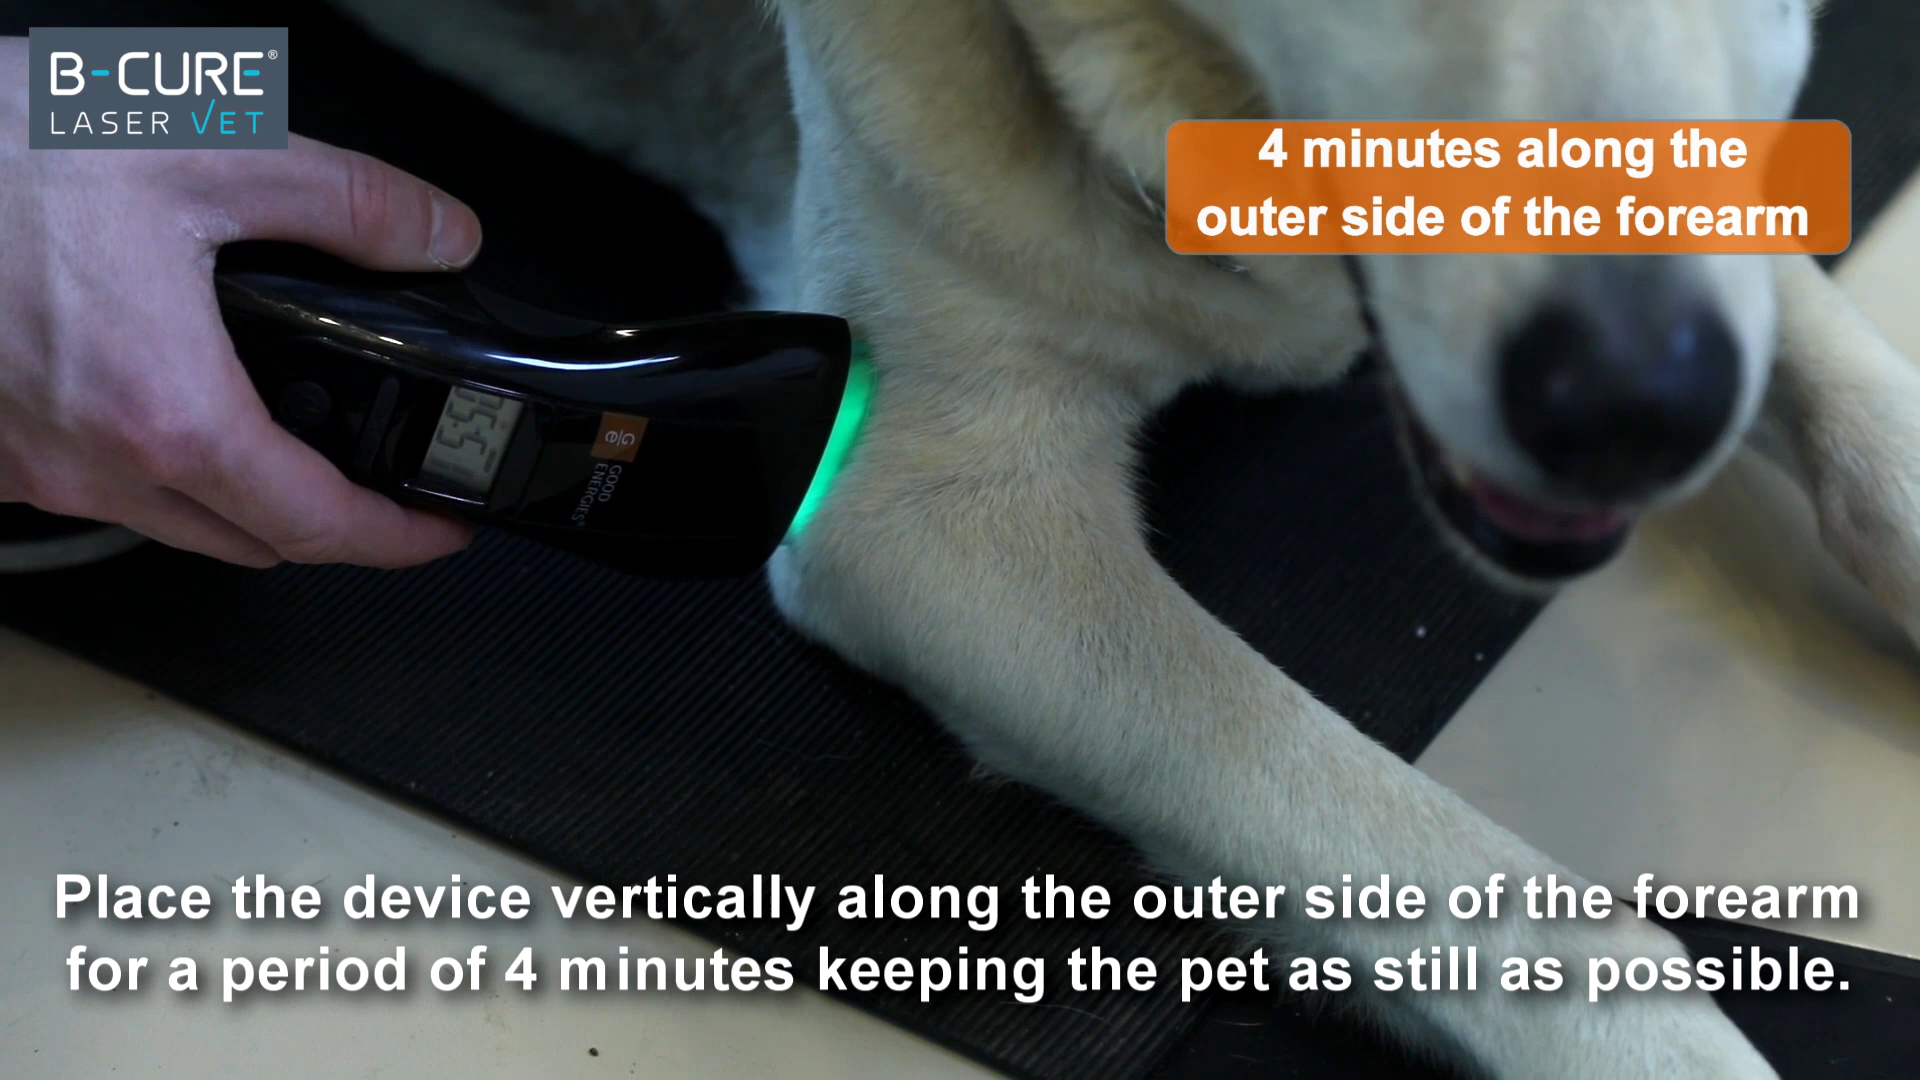 B-CURE®
LASER VET
4 minutes along the
outer side of the forearm
G/e
GOOD
ENERGIES®
Place the device vertically along the outer side of the forearm
for a period of 4 minutes keeping the pet as still as possible.